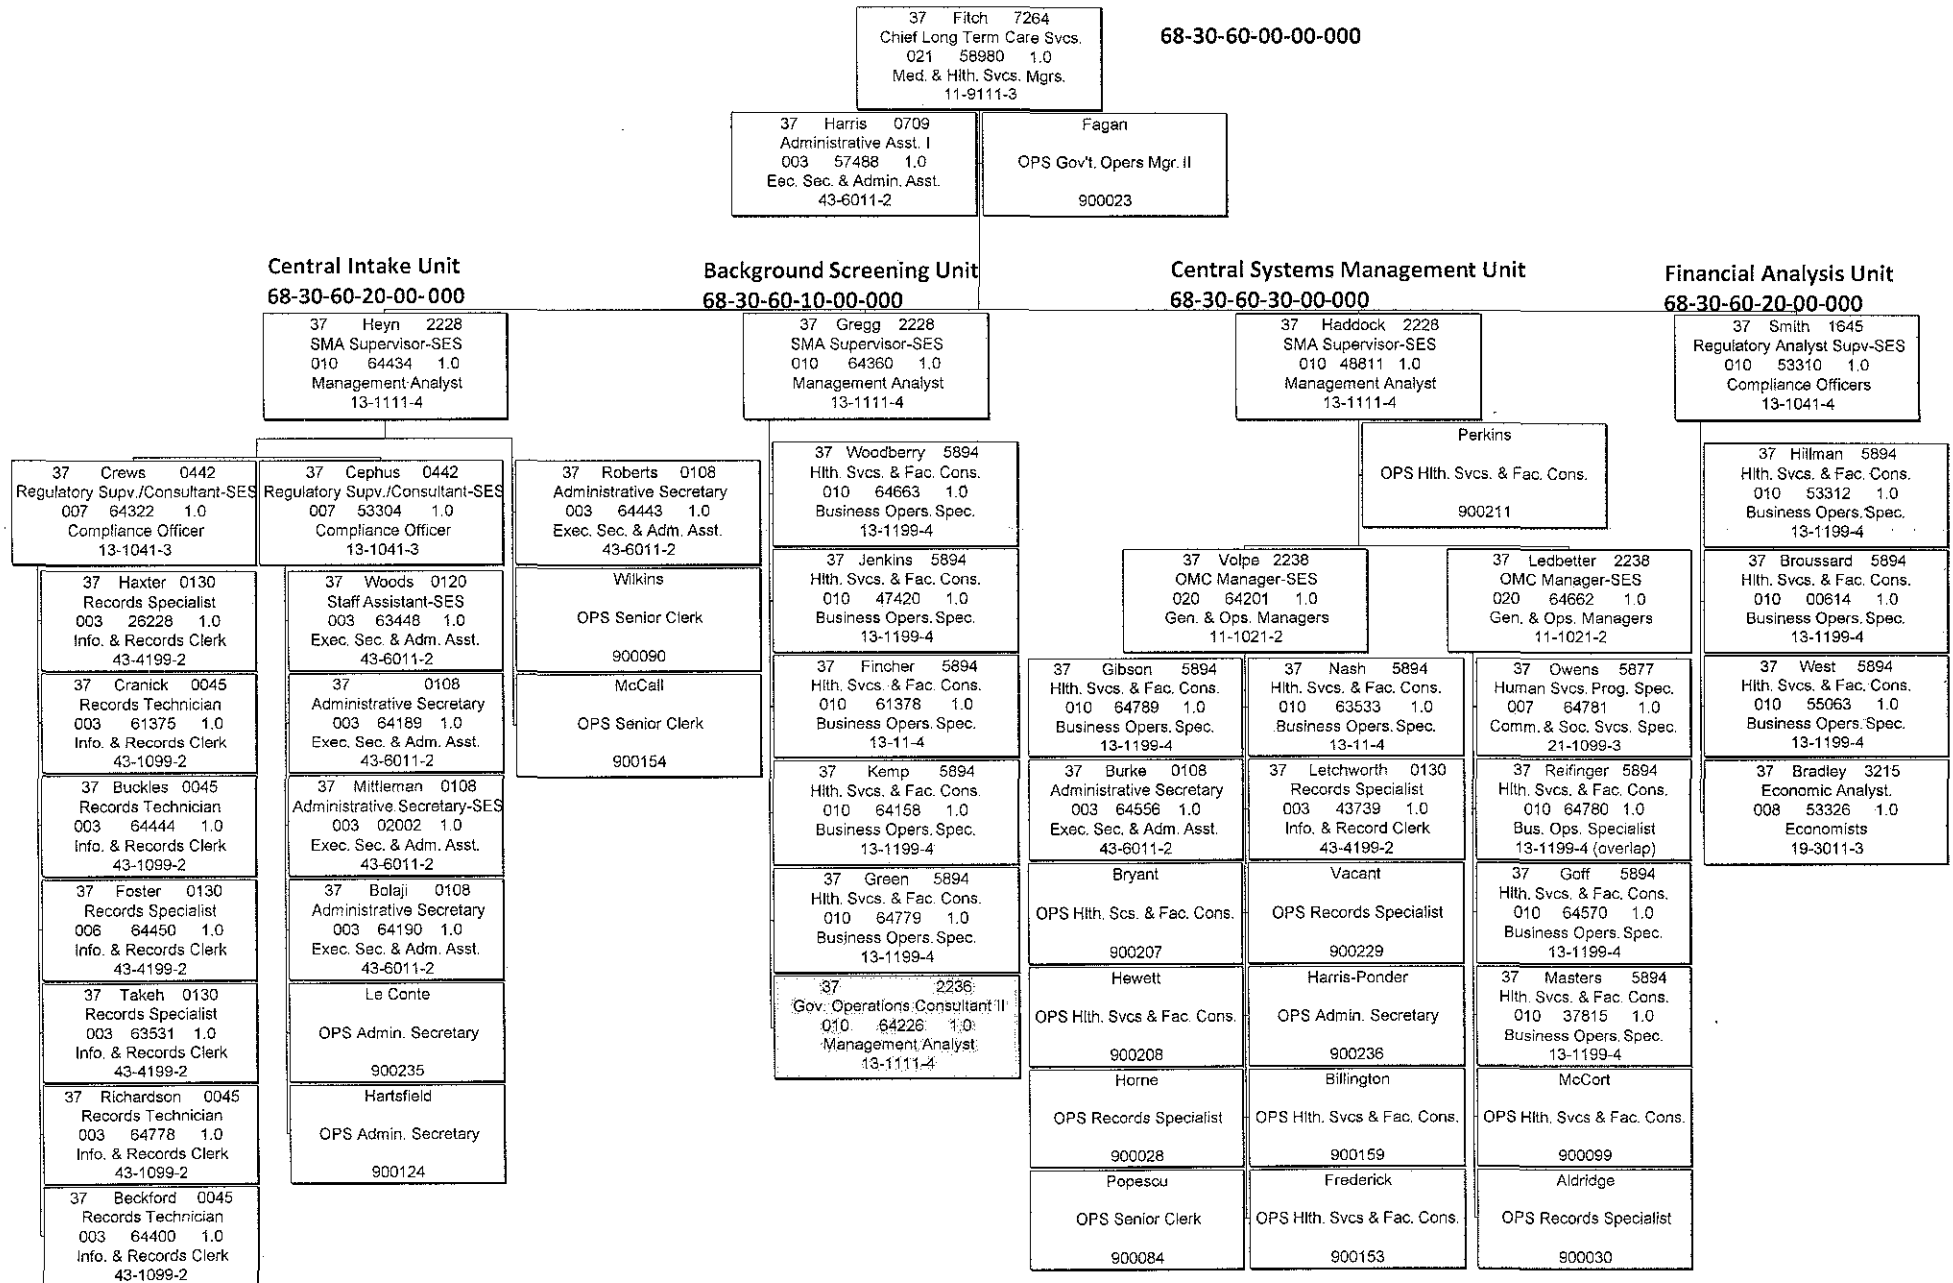 37 Fitch 7264
Chief Long Term Care Svcs.
021 58980 1.0
Med. & Hlth. Svcs. Mgrs.
11-9111-3
68-30-60-00-00-000
37 Harris 0709
Administrative Asst. I
003 57488 1.0
Eec. Sec. & Admin. Asst.
43-6011-2
Fagan
OPS Gov't. Opers Mgr. II
900023
Central Intake Unit
68-30-60-20-00-000
Background Screening Unit
68-30-60-10-00-000
Central Systems Management Unit
68-30-60-30-00-000
Financial Analysis Unit
68-30-60-20-00-000
37 Heyn 2228
SMA Supervisor-SES
010 64434 1.0
Management Analyst
13-1111-4
37 Gregg 2228
SMA Supervisor-SES
010 64360 1.0
Management Analyst
13-1111-4
37 Haddock 2228
SMA Supervisor-SES
010 48811 1.0
Management Analyst
13-1111-4
37 Smith 1645
Regulatory Analyst Supv-SES
010 53310 1.0
Compliance Officers
13-1041-4
37 Crews 0442
Regulatory Supv./Consultant-SES
007 64322 1.0
Compliance Officer
13-1041-3
37 Haxter 0130
Records Specialist
003 26228 1.0
Info. & Records Clerk
43-4199-2
37 Cranick 0045
Records Technician
003 61375 1.0
Info. & Records Clerk
43-1099-2
37 Buckles 0045
Records Technician
003 64444 1.0
Info. & Records Clerk
43-1099-2
37 Foster 0130
Records Specialist
006 64450 1.0
Info. & Records Clerk
43-4199-2
37 Takeh 0130
Records Specialist
003 63531 1.0
Info. & Records Clerk
43-4199-2
37 Richardson 0045
Records Technician
003 64778 1.0
Info. & Records Clerk
43-1099-2
37 Beckford 0045
Records Technician
003 64400 1.0
Info. & Records Clerk
43-1099-2
37 Cephus 0442
Regulatory Supv./Consultant-SES
007 53304 1.0
Compliance Officer
13-1041-3
37 Woods 0120
Staff Assistant-SES
003 63448 1.0
Exec. Sec. & Adm. Asst.
43-6011-2
37 0108
Administrative Secretary
003 64189 1.0
Exec. Sec. & Adm. Asst.
43-6011-2
37 Mittleman 0108
Administrative Secretary-SES
003 02002 1.0
Exec. Sec. & Adm. Asst.
43-6011-2
37 Bolaji 0108
Administrative Secretary
003 64190 1.0
Exec. Sec. & Adm. Asst.
43-6011-2
Le Conte
OPS Admin. Secretary
900235
Hartsfield
OPS Admin. Secretary
900124
37 Roberts 0108
Administrative Secretary
003 64443 1.0
Exec. Sec. & Adm. Asst.
43-6011-2
Wilkins
OPS Senior Clerk
900090
McCall
OPS Senior Clerk
900154
37 Woodberry 5894
Hlth. Svcs. & Fac. Cons.
010 64663 1.0
Business Opers. Spec.
13-1199-4
37 Jenkins 5894
Hlth. Svcs. & Fac. Cons.
010 47420 1.0
Business Opers. Spec.
13-1199-4
37 Fincher 5894
Hlth. Svcs. & Fac. Cons.
010 61378 1.0
Business Opers. Spec.
13-11-4
37 Kemp 5894
Hlth. Svcs. & Fac. Cons.
010 64158 1.0
Business Opers. Spec.
13-1199-4
37 Green 5894
Hlth. Svcs. & Fac. Cons.
010 64779 1.0
Business Opers. Spec.
13-1199-4
37 2236
Gov. Operations Consultant II
010 64226 1.0
Management Analyst
13-1111-4
Perkins
OPS Hlth. Svcs. & Fac. Cons.
900211
37 Volpe 2238
OMC Manager-SES
020 64201 1.0
Gen. & Ops. Managers
11-1021-2
37 Ledbetter 2238
OMC Manager-SES
020 64662 1.0
Gen. & Ops. Managers
11-1021-2
37 Gibson 5894
Hlth. Svcs. & Fac. Cons.
010 64789 1.0
Business Opers. Spec.
13-1199-4
37 Burke 0108
Administrative Secretary
003 64556 1.0
Exec. Sec. & Adm. Asst.
43-6011-2
Bryant
OPS Hlth. Scs. & Fac. Cons.
900207
Hewett
OPS Hlth. Svcs & Fac. Cons.
900208
Horne
OPS Records Specialist
900028
Popescu
OPS Senior Clerk
900084
37 Nash 5894
Hlth. Svcs. & Fac. Cons.
010 63533 1.0
Business Opers. Spec.
13-11-4
37 Letchworth 0130
Records Specialist
003 43739 1.0
Info. & Record Clerk
43-4199-2
Vacant
OPS Records Specialist
900229
Harris-Ponder
OPS Admin. Secretary
900236
Billington
OPS Hlth. Svcs & Fac. Cons.
900159
Frederick
OPS Hlth. Svcs & Fac. Cons.
900153
37 Owens 5877
Human Svcs. Prog. Spec.
007 64781 1.0
Comm. & Soc. Svcs. Spec.
21-1099-3
37 Reifinger 5894
Hlth. Svcs. & Fac. Cons.
010 64780 1.0
Bus. Ops. Specialist
13-1199-4 (overlap)
37 Goff 5894
Hlth. Svcs. & Fac. Cons.
010 64570 1.0
Business Opers. Spec.
13-1199-4
37 Masters 5894
Hlth. Svcs. & Fac. Cons.
010 37815 1.0
Business Opers. Spec.
13-1199-4
McCort
OPS Hlth. Svcs & Fac. Cons.
900099
Aldridge
OPS Records Specialist
900030
37 Hillman 5894
Hlth. Svcs. & Fac. Cons.
010 53312 1.0
Business Opers. Spec.
13-1199-4
37 Broussard 5894
Hlth. Svcs. & Fac. Cons.
010 00614 1.0
Business Opers. Spec.
13-1199-4
37 West 5894
Hlth. Svcs. & Fac. Cons.
010 55063 1.0
Business Opers. Spec.
13-1199-4
37 Bradley 3215
Economic Analyst.
008 53326 1.0
Economists
19-3011-3